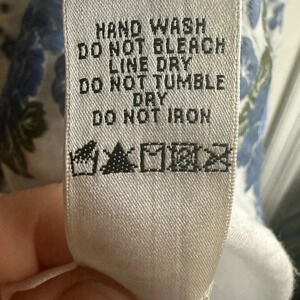 HAND WASH
DO NOT BLEACH
LINE DRY
DO NOT TUMBLE
DRY
DO NOT IRON